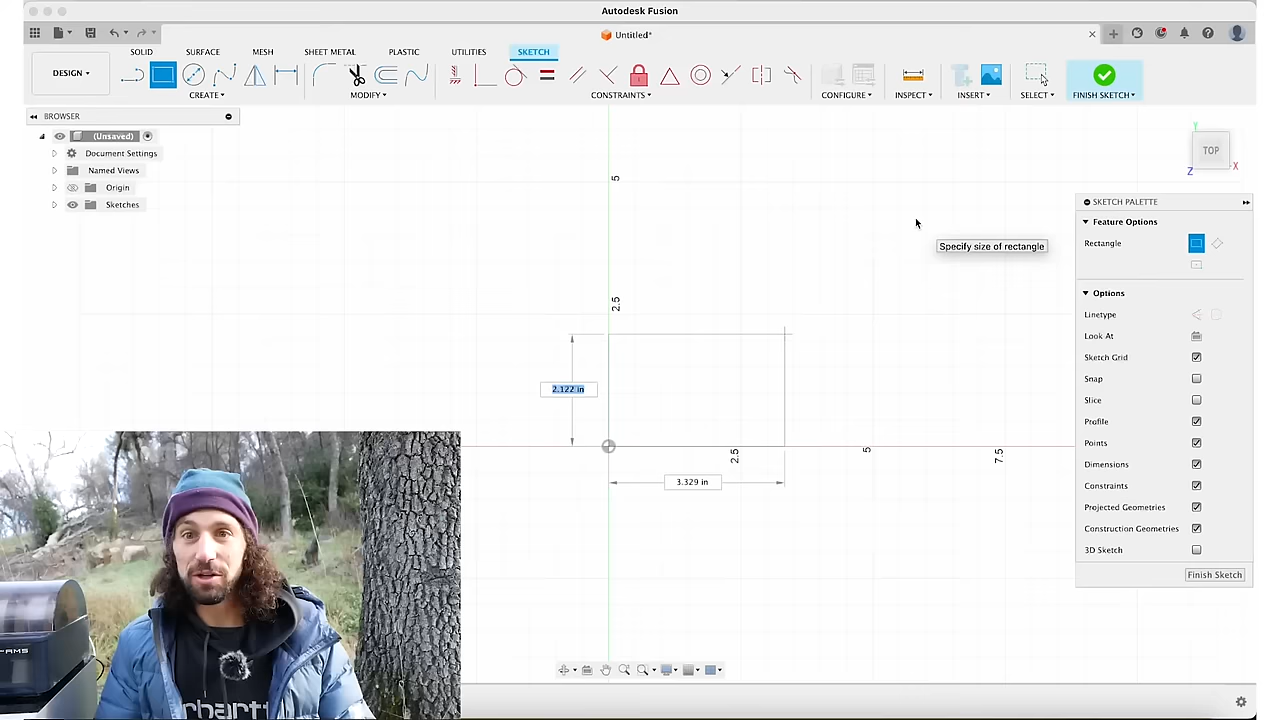 Autodesk Fusion
Untitled*
SOLID SURFACE MESH SHEET METAL PLASTIC UTILITIES SKETCH
DESIGN
CREATE MODIFY CONSTRAINTS CONFIGURE INSPECT INSERT SELECT FINISH SKETCH
BROWSER
(Unsaved)
Document Settings
Named Views
Origin
Sketches
TOP
X
Y
Z
5
2.5
2.5
5
7.5
2.122 in
3.329 in
Specify size of rectangle
SKETCH PALETTE
Feature Options
Rectangle
Options
Linetype
Look At
Sketch Grid
Snap
Slice
Profile
Points
Dimensions
Constraints
Projected Geometries
Construction Geometries
3D Sketch
Finish Sketch
AMS